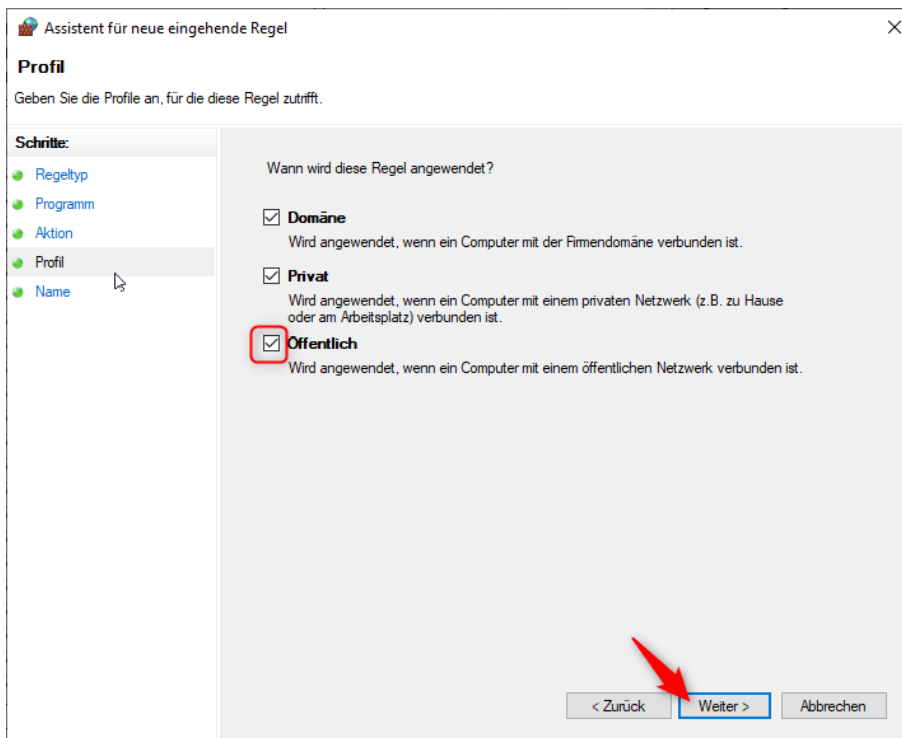 Assistent für neue eingehende Regel
Profil
Geben Sie die Profile an, für die diese Regel zutrifft.
Schritte:
Regeltyp
Programm
Aktion
Profil
Name
Wann wird diese Regel angewendet?
Domäne
Wird angewendet, wenn ein Computer mit der Firmendomäne verbunden ist.
Privat
Wird angewendet, wenn ein Computer mit einem privaten Netzwerk (z.B. zu Hause
oder am Arbeitsplatz) verbunden ist.
Öffentlich
Wird angewendet, wenn ein Computer mit einem öffentlichen Netzwerk verbunden ist.
< Zurück
Weiter >
Abbrechen